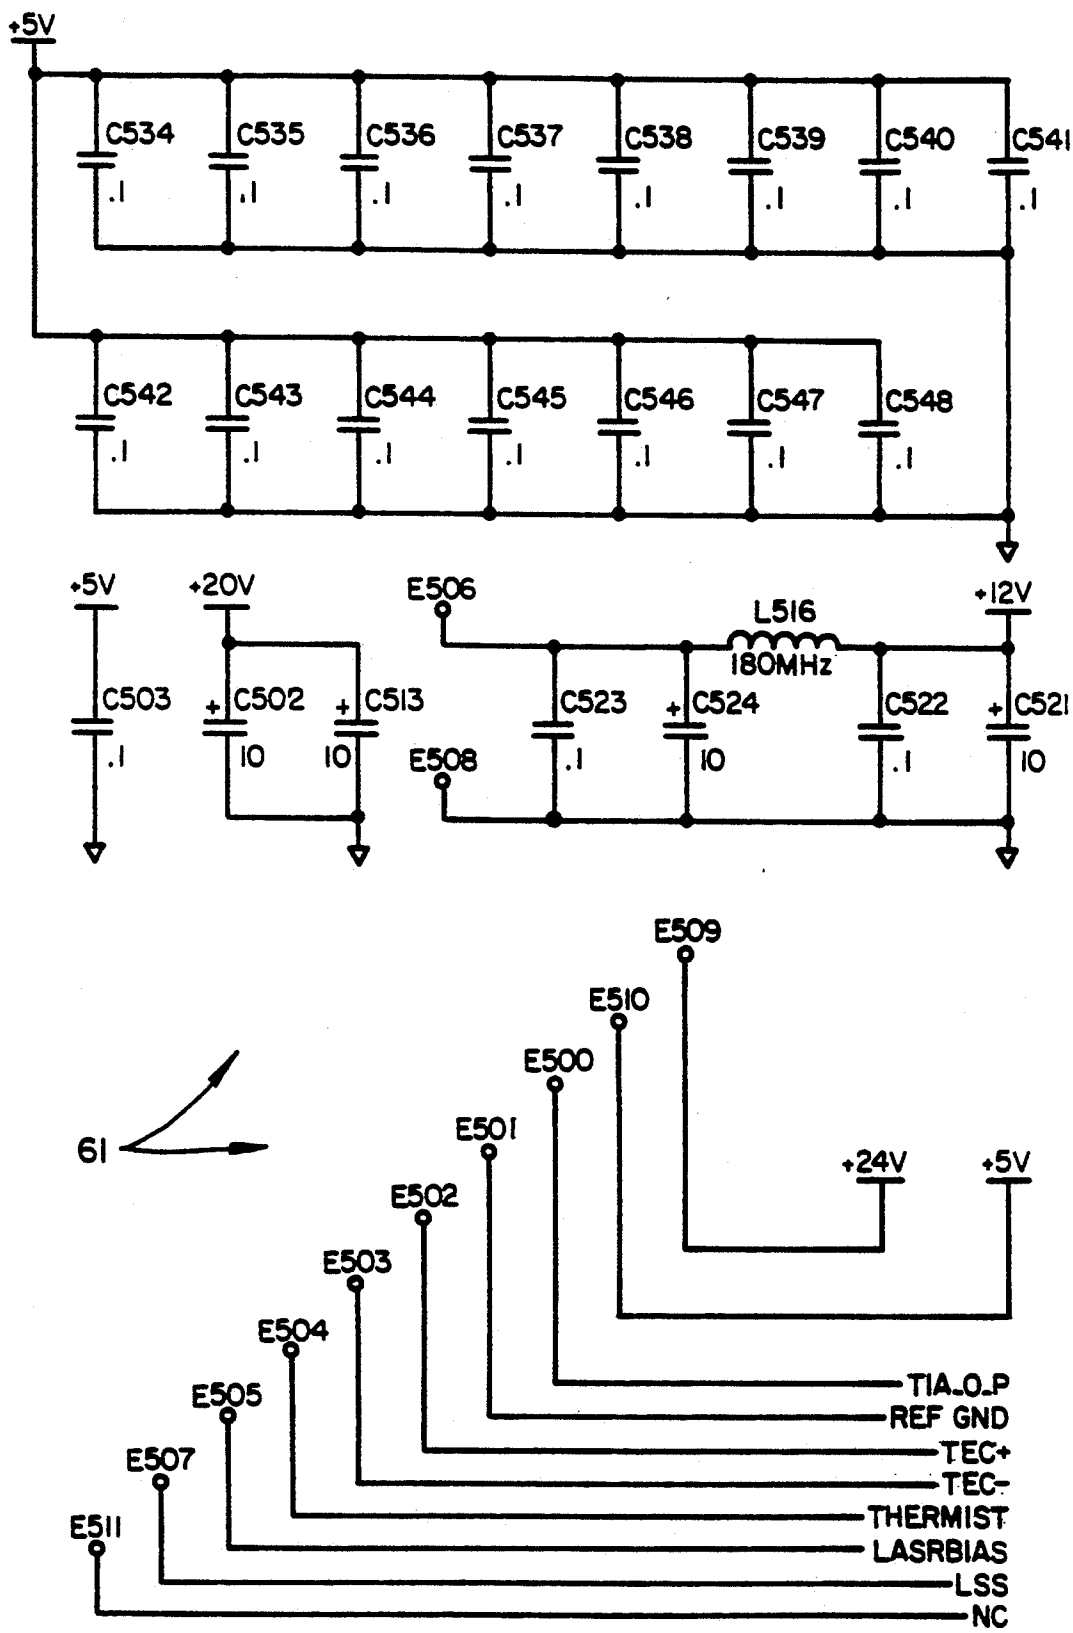 +5V
C534 C535 C536 C537 C538 C539 C540 C541
.1 .1 .1 .1 .1 .1 .1 .1
C542 C543 C544 C545 C546 C547 C548
.1 .1 .1 .1 .1 .1 .1
+5V +20V E506 L516 +12V
180MHz
C503 + C502 + C513 C523 + C524 C522 + C521
.1 10 10 E508 .1 10 .1 10
E509
E510
E500
E501
61
+24V +5V
E502
E503
E504
E505
TIA_O_P
REF GND
E507
TEC+
TEC-
E511
THERMIST
LASRBIAS
LSS
NC